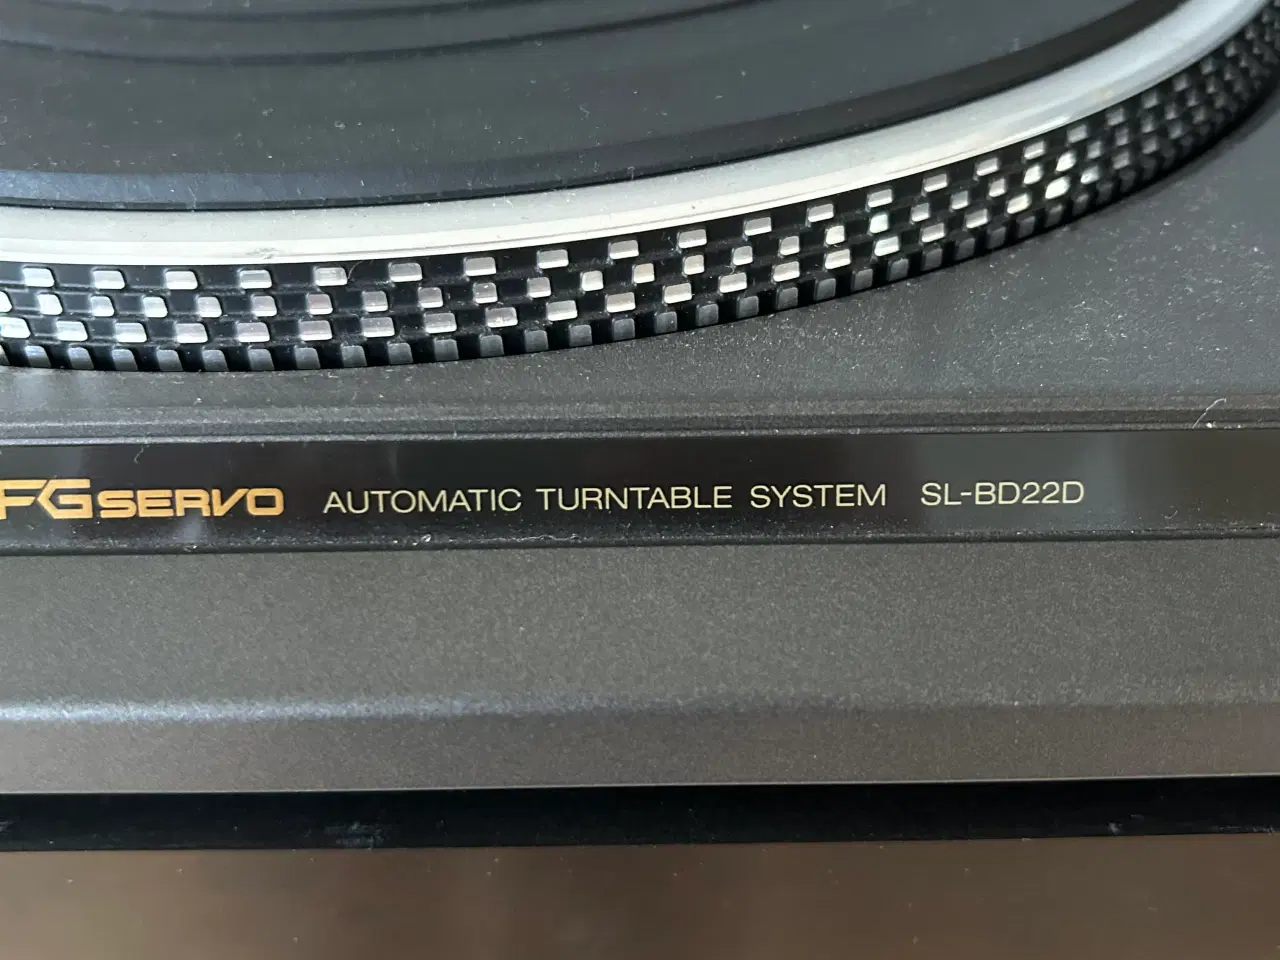 FG SERVO AUTOMATIC TURNTABLE SYSTEM SL-BD22D